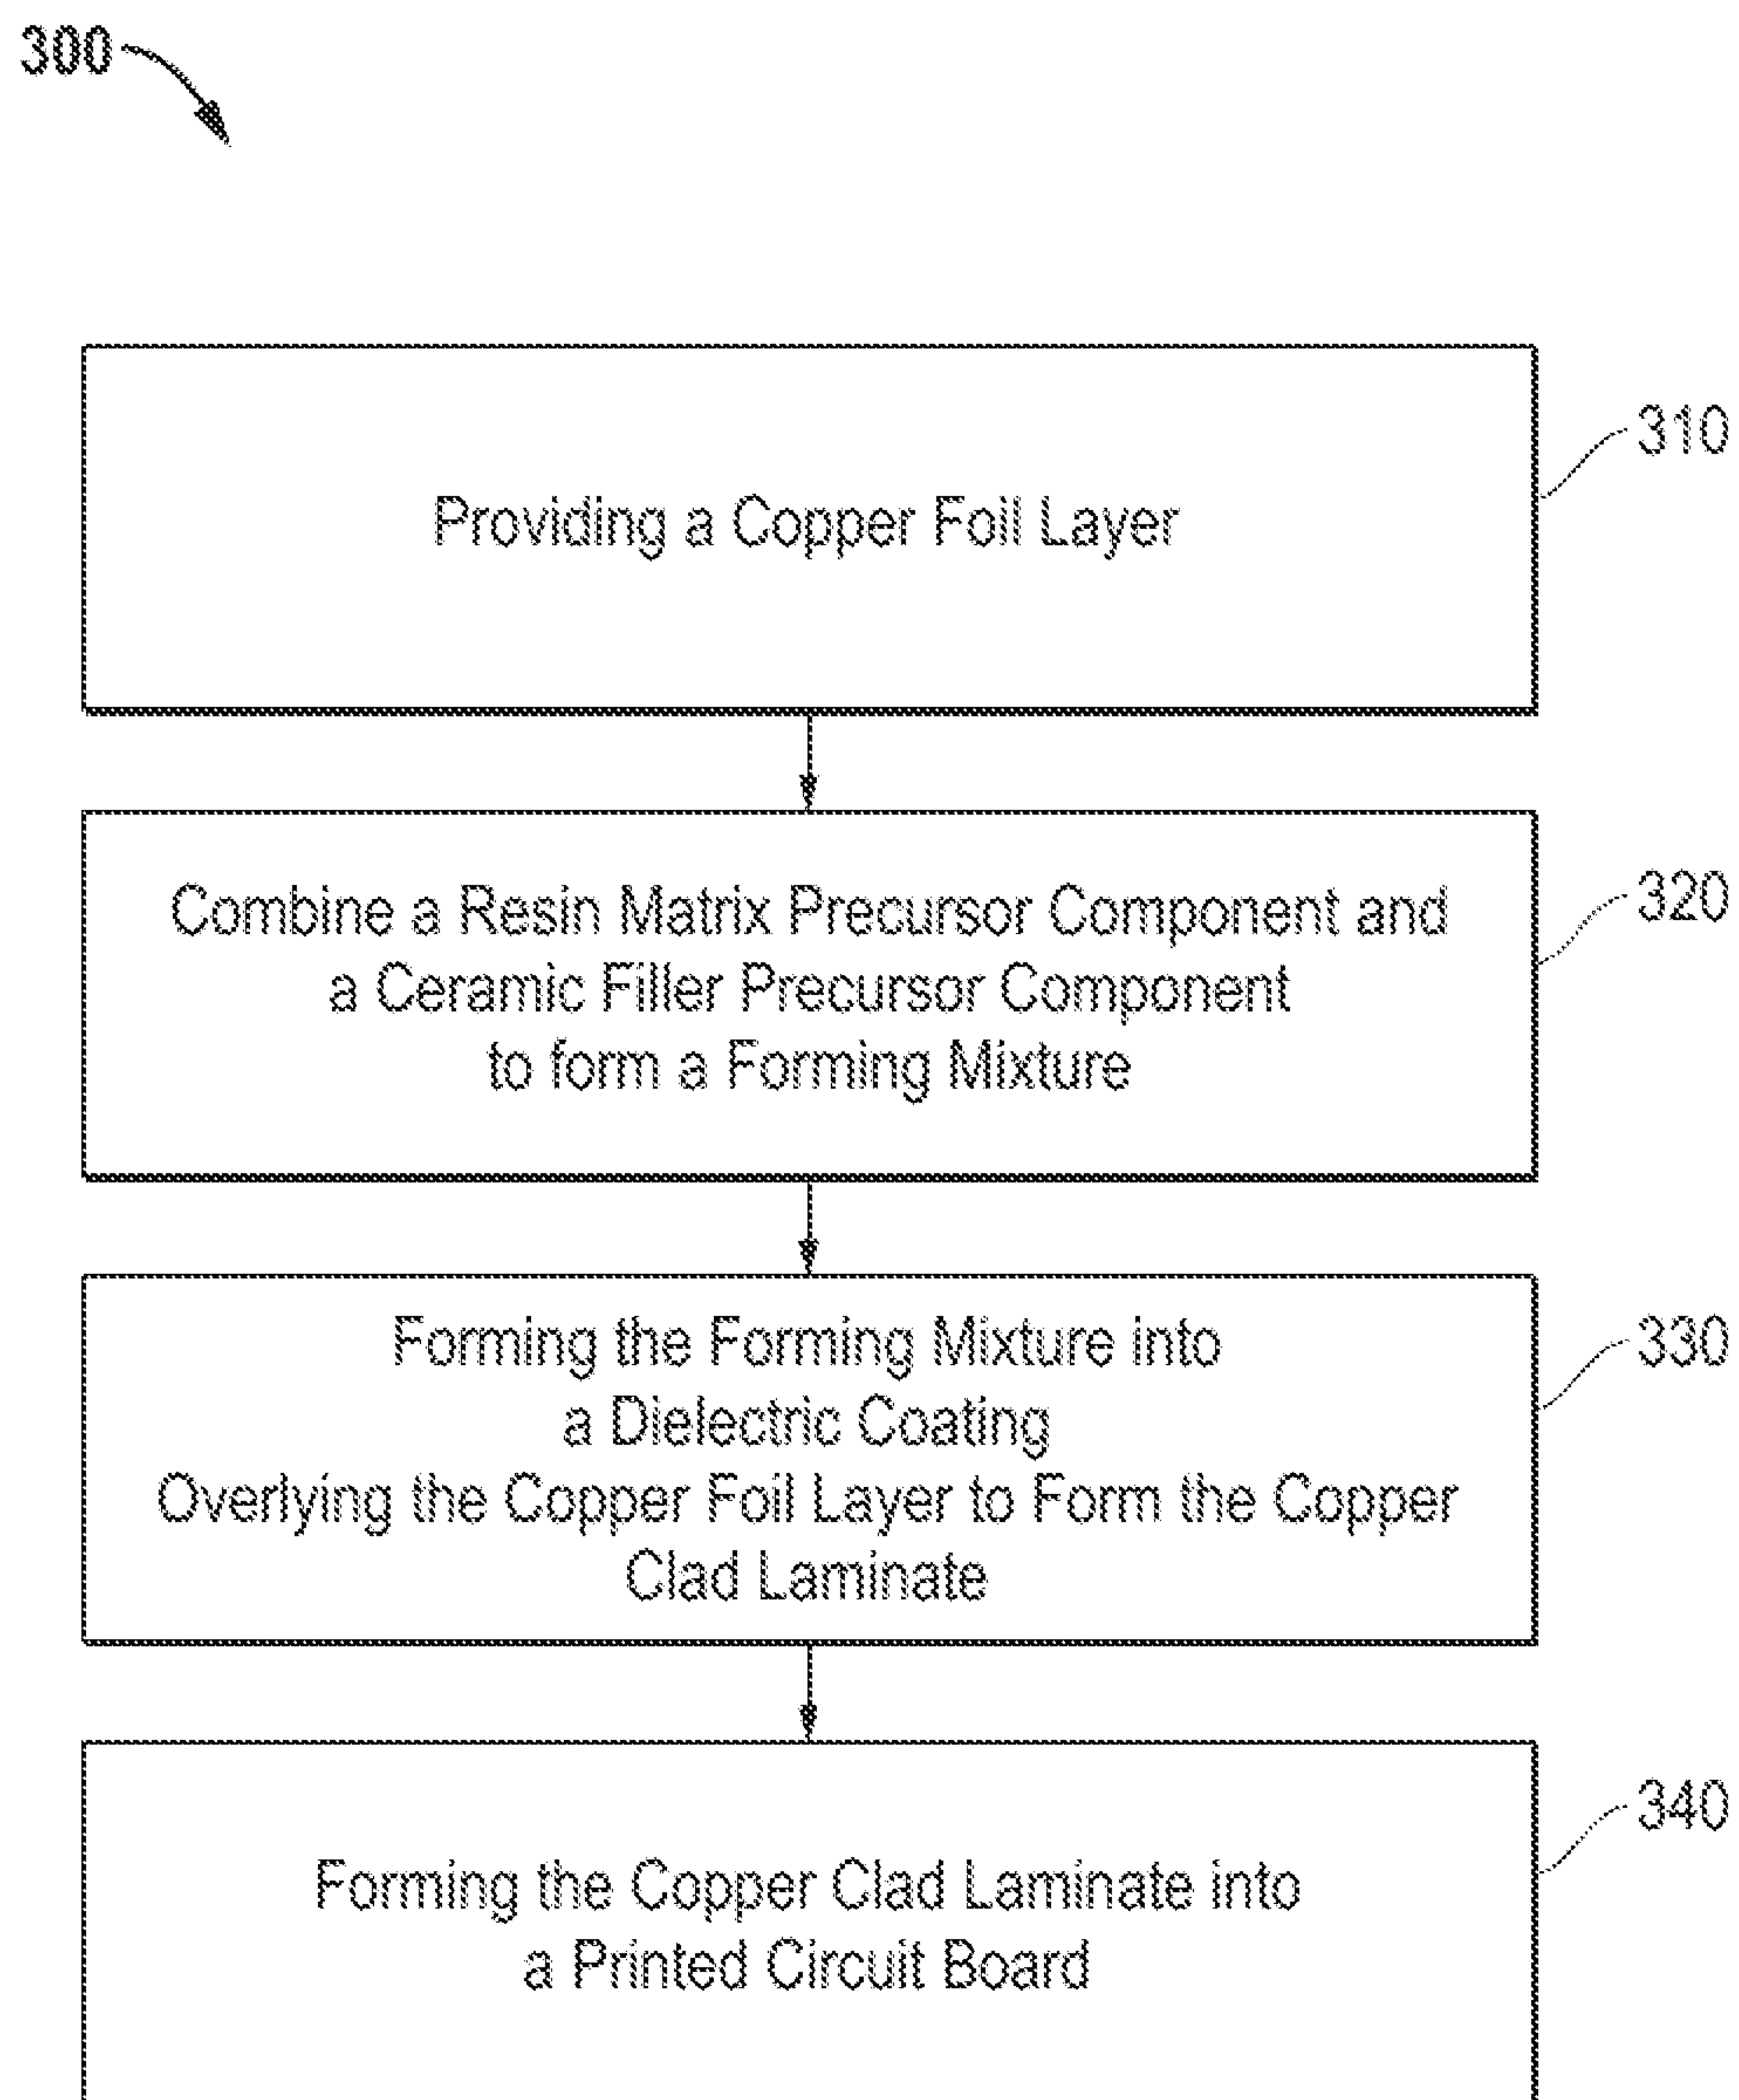 300
Providing a Copper Foil Layer
310
Combine a Resin Matrix Precursor Component and
a Ceramic Filler Precursor Component
to form a Forming Mixture
320
Forming the Forming Mixture into
a Dielectric Coating
Overlying the Copper Foil Layer to Form the Copper
Clad Laminate
330
Forming the Copper Clad Laminate into
a Printed Circuit Board
340